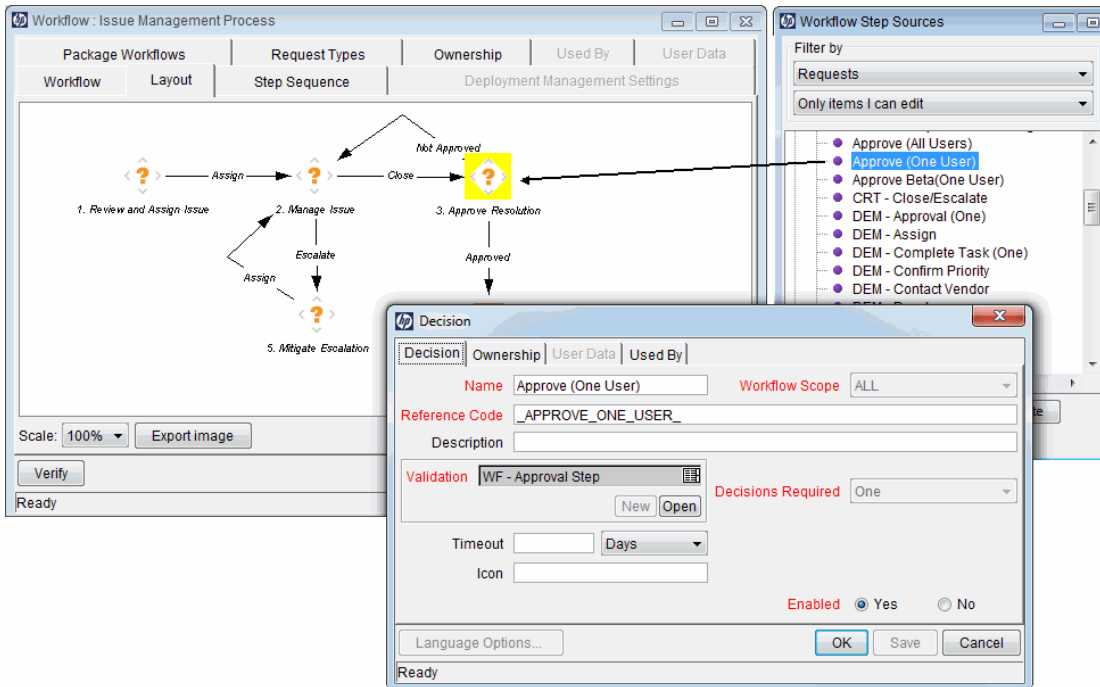 Workflow : Issue Management Process
Package Workflows Request Types Ownership Used By User Data
Workflow Layout Step Sequence Deployment Management Settings
Not Approved
Assign Close
1. Review and Assign Issue 2. Manage Issue 3. Approve Resolution
Escalate Approved
Assign
5. Mitigate Escalation
Scale: 100% Export image
Verify
Ready
Workflow Step Sources
Filter by
Requests
Only items I can edit
Approve (All Users)
Approve (One User)
Approve Beta(One User)
CRT - Close/Escalate
DEM - Approval (One)
DEM - Assign
DEM - Complete Task (One)
DEM - Confirm Priority
DEM - Contact Vendor
Decision
Decision Ownership User Data Used By
Name Approve (One User) Workflow Scope ALL
Reference Code _APPROVE_ONE_USER_
Description
Validation WF - Approval Step
New Open
Decisions Required One
Timeout Days
Icon
Enabled Yes No
Language Options... OK Save Cancel
Ready